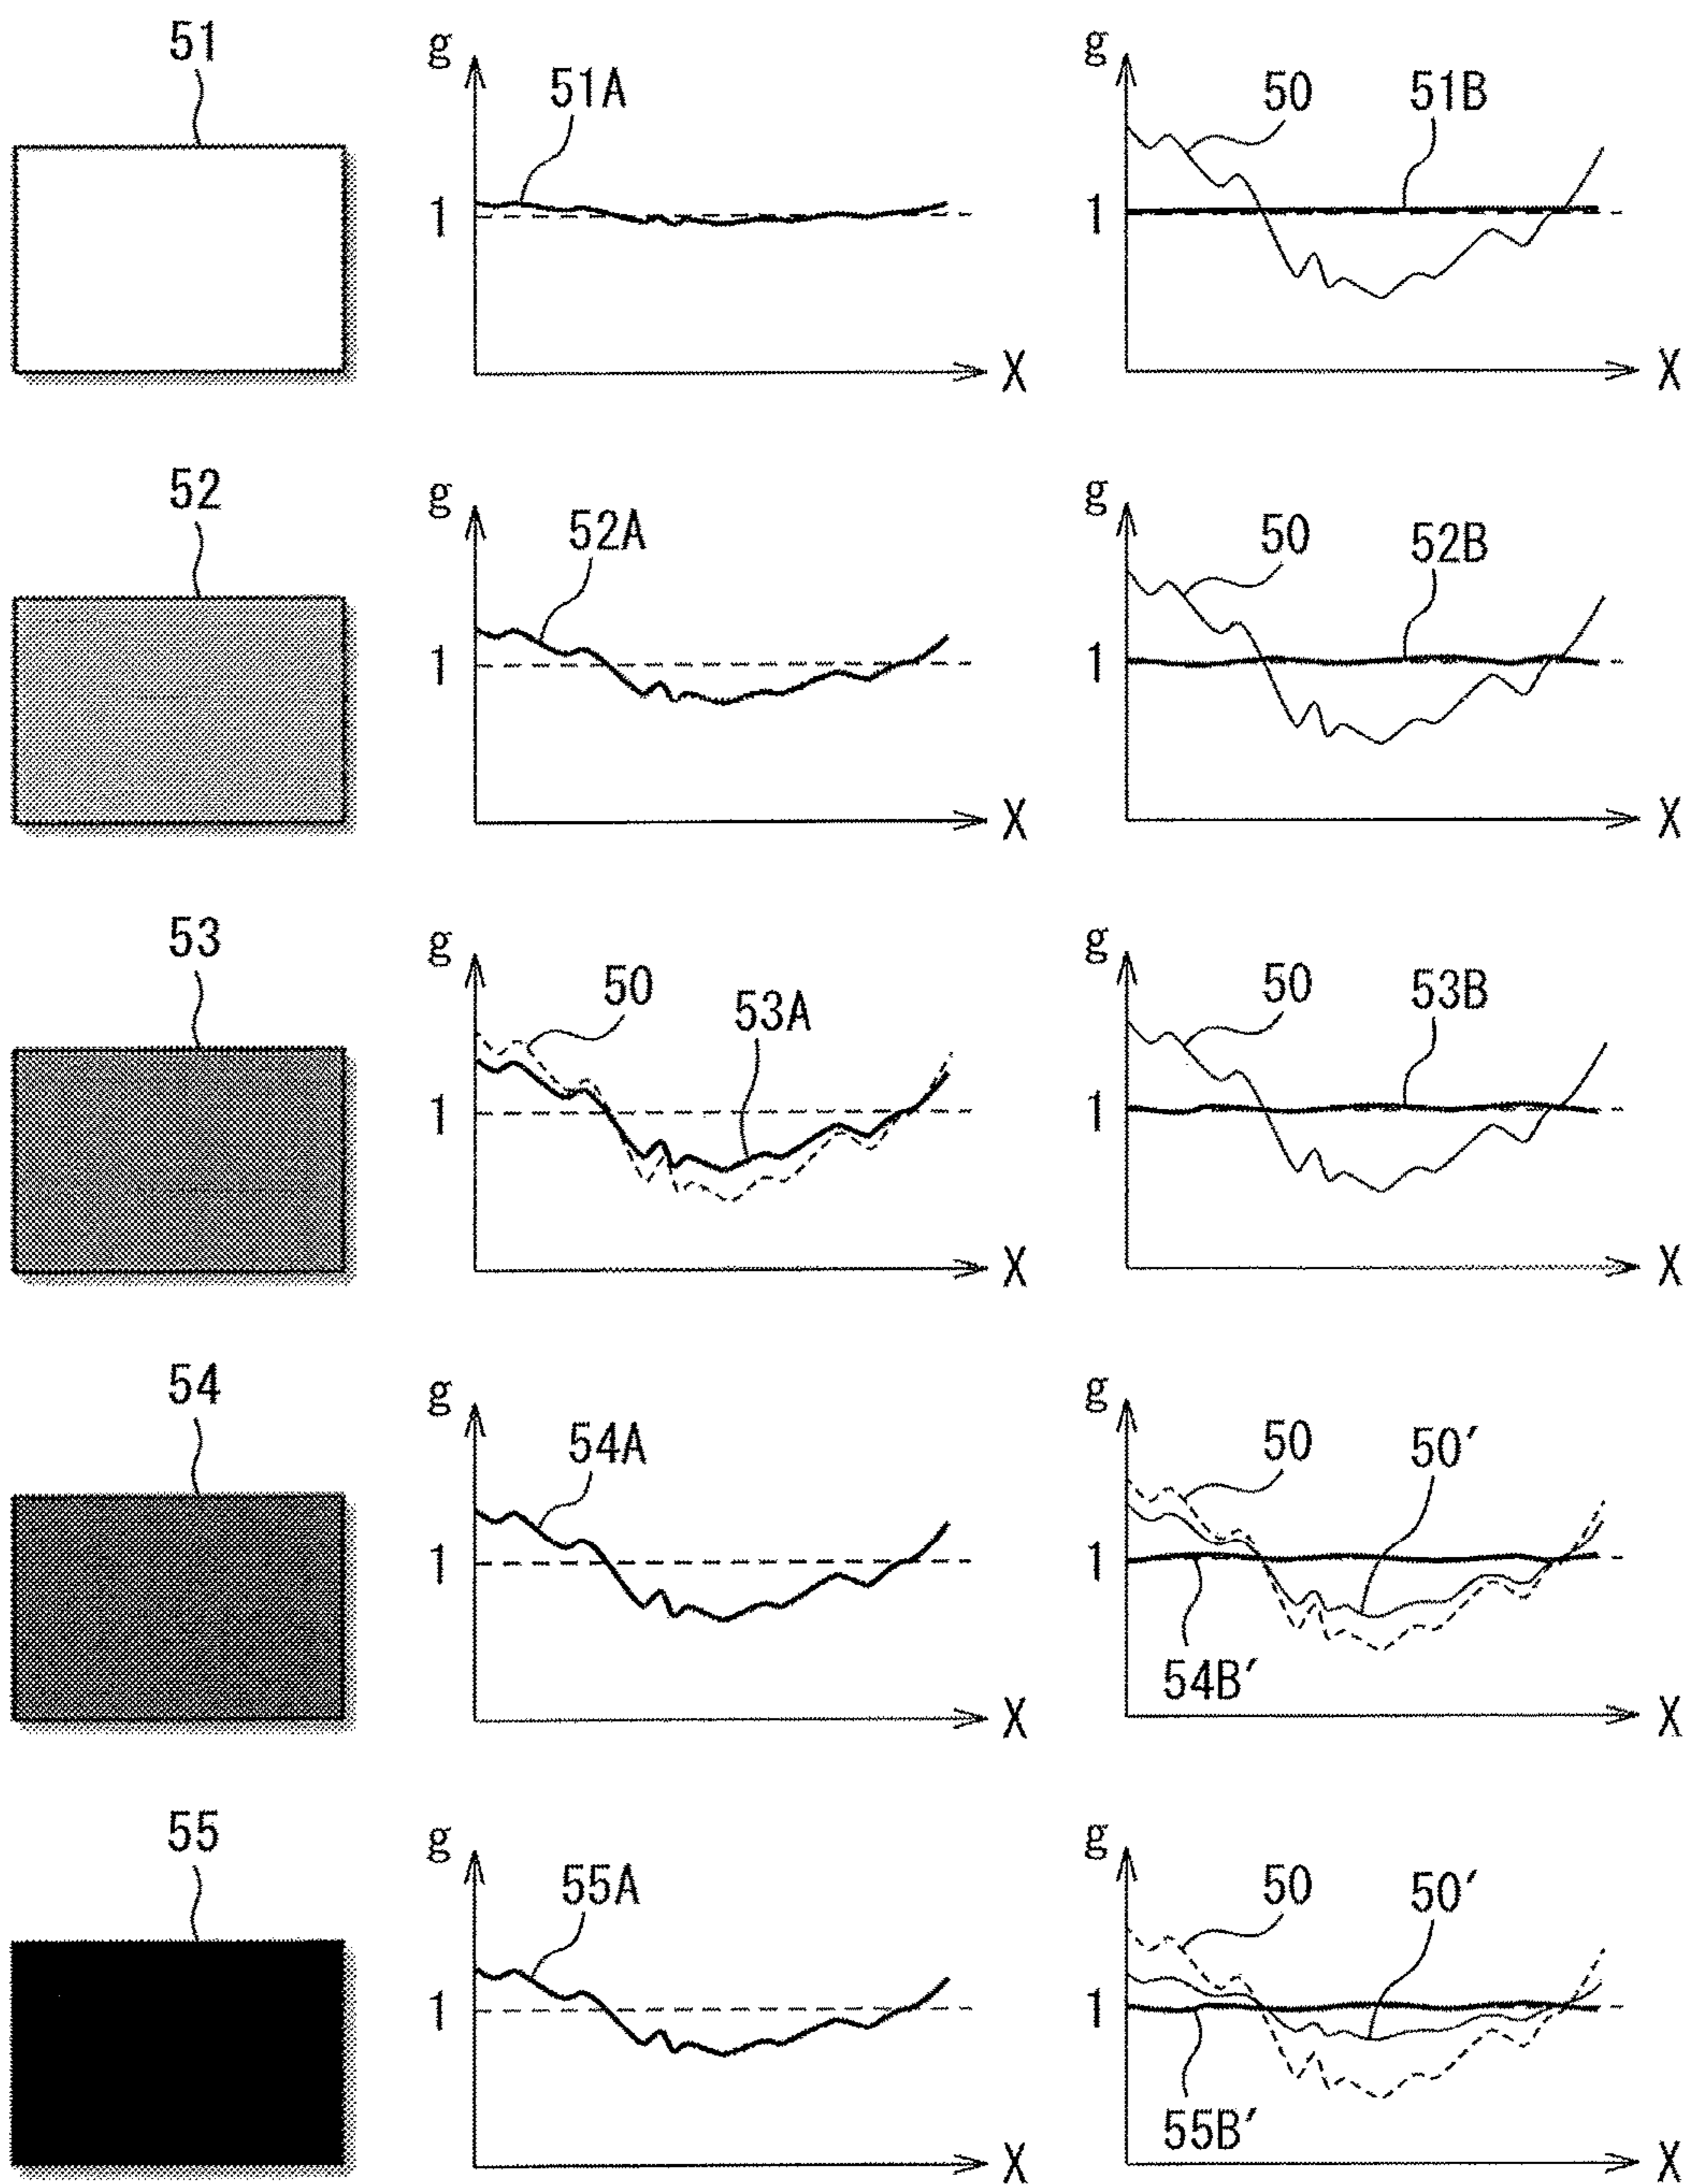 51 g 51A 1 X g 50 51B 1 X
52 g 52A 1 X g 50 52B 1 X
53 g 50 53A 1 X g 50 53B 1 X
54 g 54A 1 X g 50 50′ 1 54B′ X
55 g 55A 1 X g 50 50′ 1 55B′ X